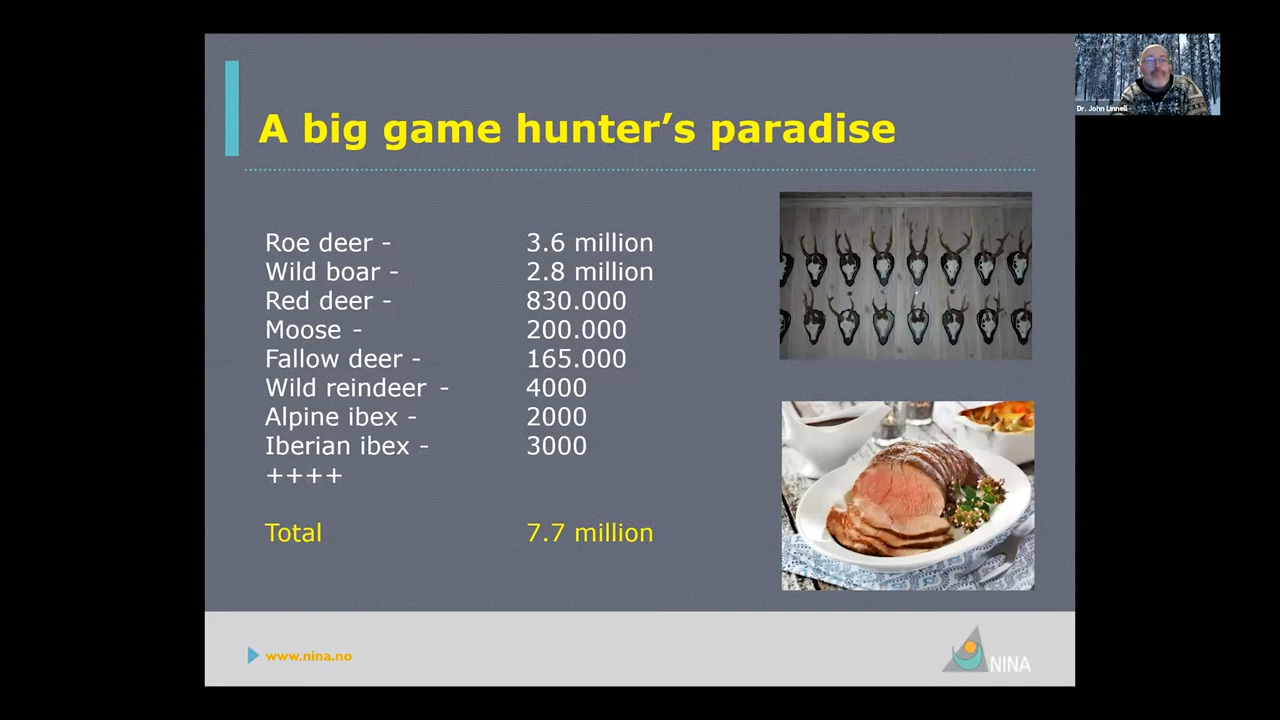 A big game hunter’s paradise
Dr. John Linnell
Roe deer - 3.6 million
Wild boar - 2.8 million
Red deer - 830.000
Moose - 200.000
Fallow deer - 165.000
Wild reindeer - 4000
Alpine ibex - 2000
Iberian ibex - 3000
++++
Total 7.7 million
www.nina.no
NINA